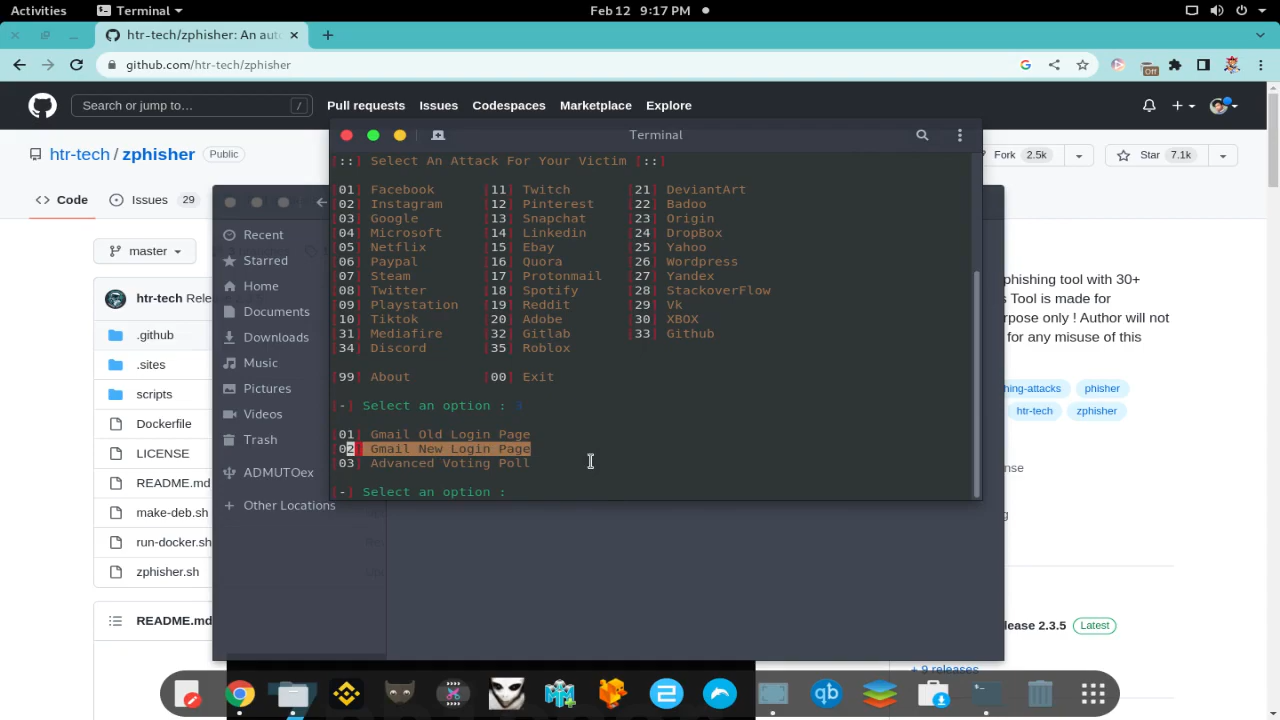 Activities
Terminal
Feb 12 9:17 PM
htr-tech/zphisher: An aut
github.com/htr-tech/zphisher
Off
Search or jump to…
/
Pull requests
Issues
Codespaces
Marketplace
Explore
htr-tech / zphisher
Public
Fork 2.5k
Star 7.1k
Code
Issues 29
master
htr-tech
.github
.sites
scripts
Dockerfile
LICENSE
README.md
make-deb.sh
run-docker.sh
zphisher.sh
README.md
Recent
Starred
Home
Documents
Downloads
Music
Pictures
Videos
Trash
ADMUTOex
Other Locations
Terminal
[::] Select An Attack For Your Victim [::]
[01] Facebook [11] Twitch [21] DeviantArt
[02] Instagram [12] Pinterest [22] Badoo
[03] Google [13] Snapchat [23] Origin
[04] Microsoft [14] Linkedin [24] DropBox
[05] Netflix [15] Ebay [25] Yahoo
[06] Paypal [16] Quora [26] Wordpress
[07] Steam [17] Protonmail [27] Yandex
[08] Twitter [18] Spotify [28] StackoverFlow
[09] Playstation [19] Reddit [29] Vk
[10] Tiktok [20] Adobe [30] XBOX
[31] Mediafire [32] Gitlab [33] Github
[34] Discord [35] Roblox
[99] About [00] Exit
[-] Select an option : 3
[01] Gmail Old Login Page
[02] Gmail New Login Page
[03] Advanced Voting Poll
[-] Select an option :
phishing tool with 30+
s Tool is made for
rpose only ! Author will not
for any misuse of this
hing-attacks
phisher
htr-tech
zphisher
ense
ease 2.3.5
Latest
+ 9 releases
qb